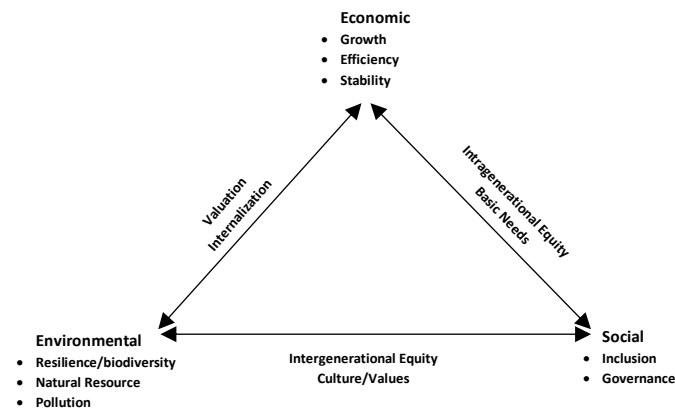 Economic
• Growth
• Efficiency
• Stability
Valuation
Internalization
Intragenerational Equity
Basic Needs
Environmental
• Resilience/biodiversity
• Natural Resource
• Pollution
Intergenerational Equity
Culture/Values
Social
• Inclusion
• Governance